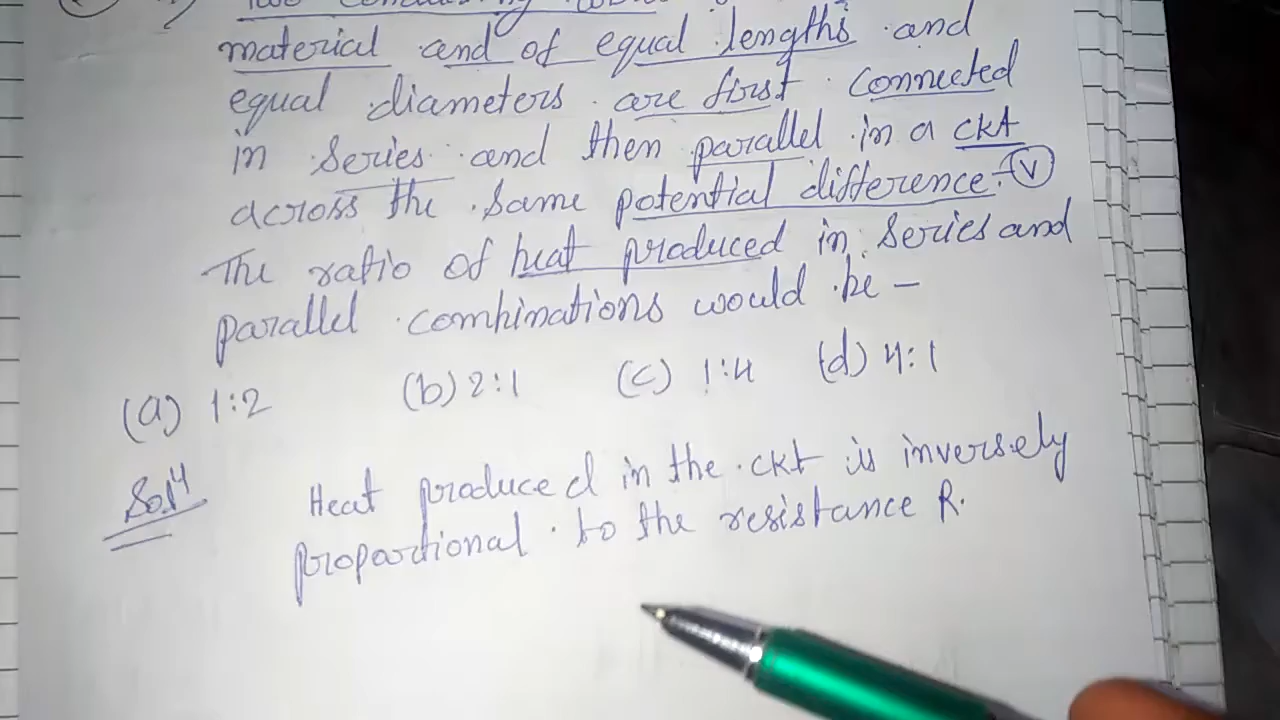 two conducting
material and of equal lengths and
equal diameters are first connected
in series and then parallel in a ckt
across the same potential difference. V
The ratio of heat produced in series and
parallel combinations would be –
(a) 1:2 (b) 2:1 (c) 1:4 (d) 4:1
Solⁿ Heat produced in the ckt is inversely
proportional to the resistance R.